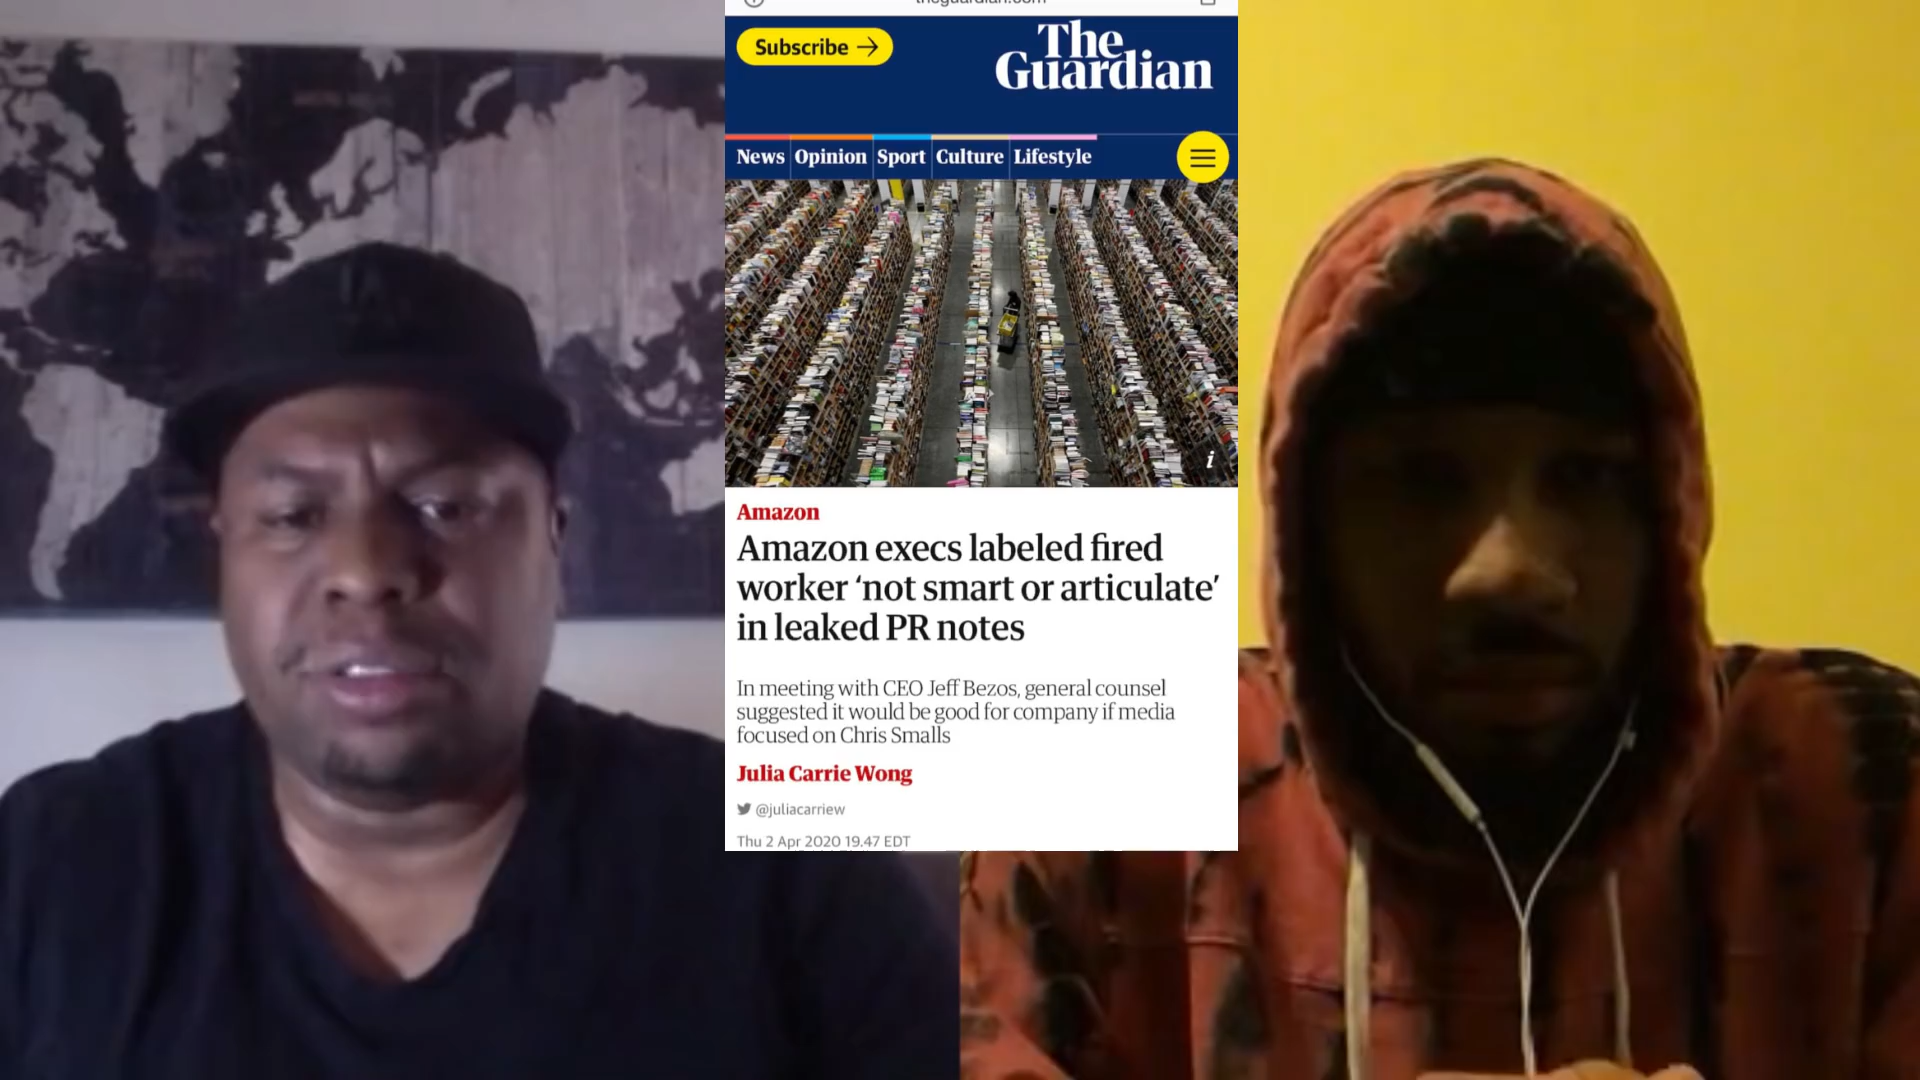 theguardian.com
Subscribe →
The
Guardian
News Opinion Sport Culture Lifestyle
i
Amazon
Amazon execs labeled fired
worker ‘not smart or articulate’
in leaked PR notes
In meeting with CEO Jeff Bezos, general counsel
suggested it would be good for company if media
focused on Chris Smalls
Julia Carrie Wong
@juliacarriew
Thu 2 Apr 2020 19.47 EDT